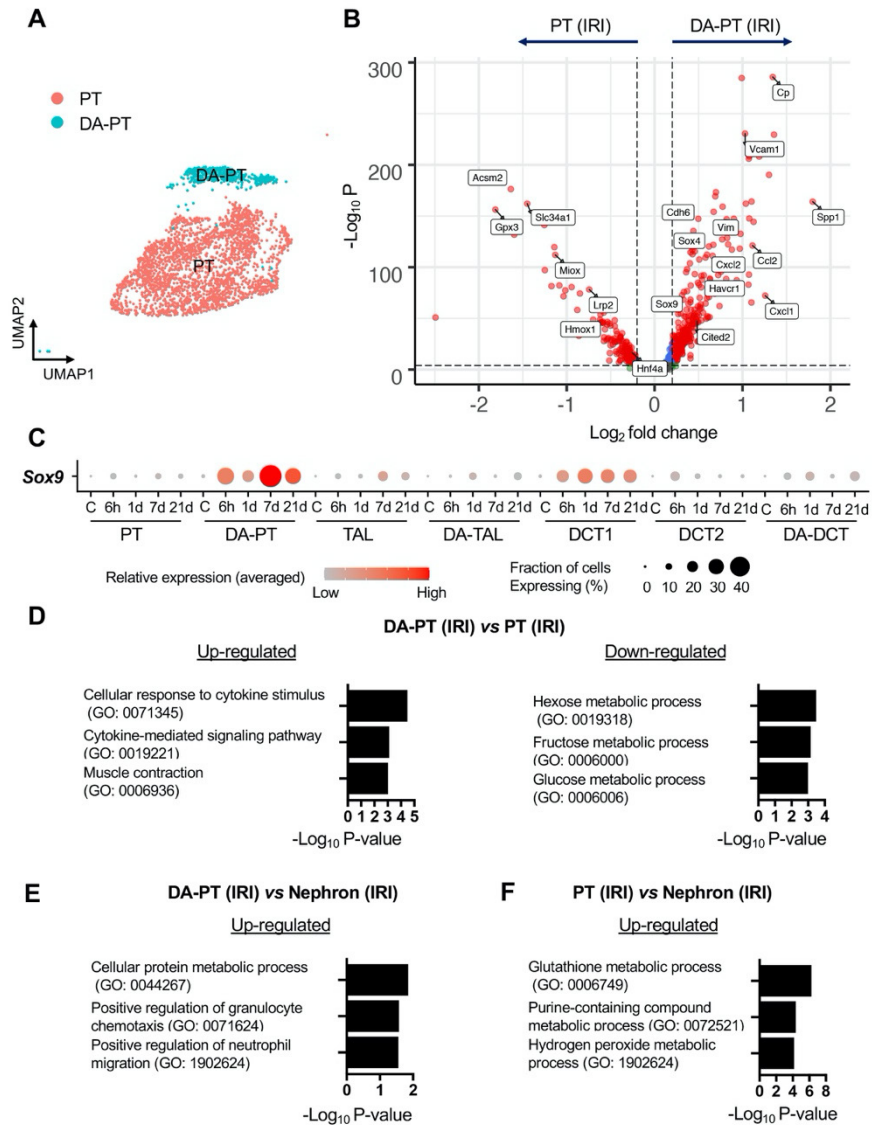 A
PT
DA-PT
DA-PT
PT
UMAP2
UMAP1
B
PT (IRI)
DA-PT (IRI)
300
200
100
0
-Log10 P
-2
-1
0
1
2
Log2 fold change
Cp
Vcam1
Acsm2
Slc34a1
Gpx3
Cdh6
Vim
Spp1
Sox4
Ccl2
Miox
Cxcl2
Lrp2
Havcr1
Sox9
Cxcl1
Hmox1
Cited2
Hnf4a
C
Sox9
C 6h 1d 7d 21d C 6h 1d 7d 21d C 6h 1d 7d 21d C 6h 1d 7d 21d C 6h 1d 7d 21d C 6h 1d 7d 21d C 6h 1d 7d 21d
PT DA-PT TAL DA-TAL DCT1 DCT2 DA-DCT
Relative expression (averaged)
Low High
Fraction of cells
Expressing (%)
0 10 20 30 40
D
DA-PT (IRI) vs PT (IRI)
Up-regulated
Cellular response to cytokine stimulus
(GO: 0071345)
Cytokine-mediated signaling pathway
(GO: 0019221)
Muscle contraction
(GO: 0006936)
0 1 2 3 4 5
-Log10 P-value
Down-regulated
Hexose metabolic process
(GO: 0019318)
Fructose metabolic process
(GO: 0006000)
Glucose metabolic process
(GO: 0006006)
0 1 2 3 4
-Log10 P-value
E
DA-PT (IRI) vs Nephron (IRI)
Up-regulated
Cellular protein metabolic process
(GO: 0044267)
Positive regulation of granulocyte
chemotaxis (GO: 0071624)
Positive regulation of neutrophil
migration (GO: 1902624)
0 1 2
-Log10 P-value
F
PT (IRI) vs Nephron (IRI)
Up-regulated
Glutathione metabolic process
(GO: 0006749)
Purine-containing compound
metabolic process (GO: 0072521)
Hydrogen peroxide metabolic
process (GO: 1902624)
0 2 4 6 8
-Log10 P-value